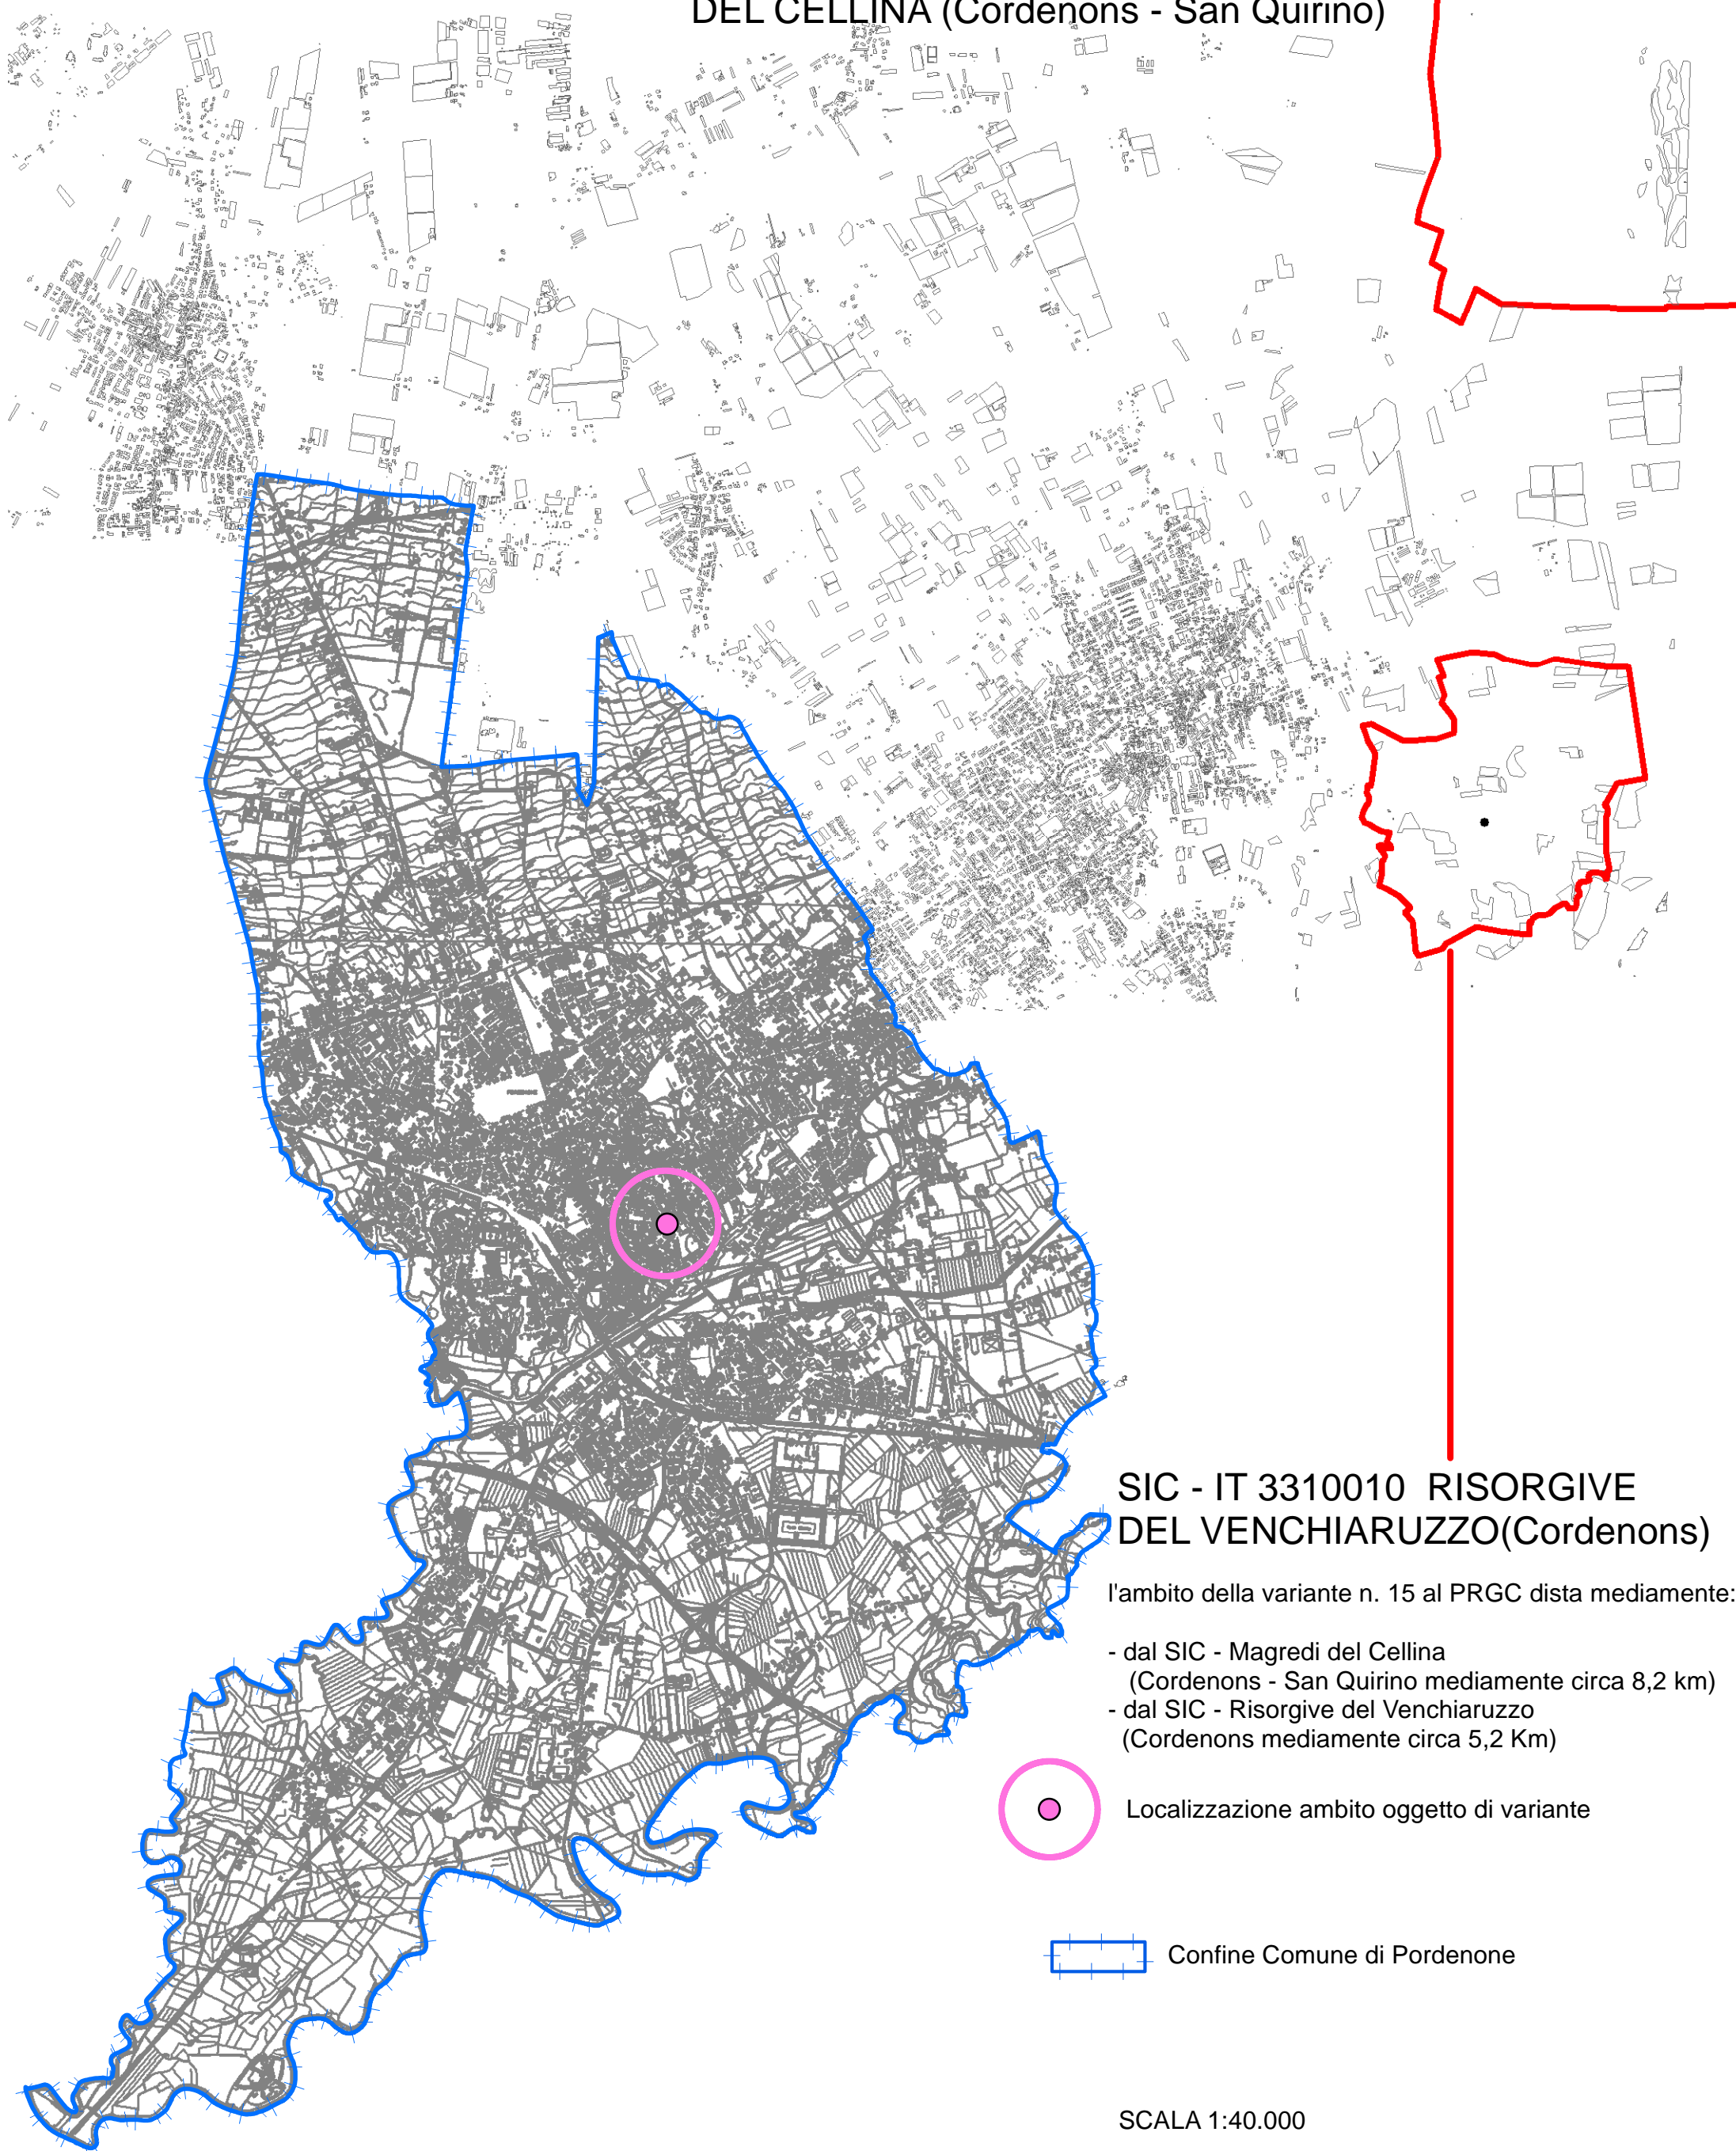 DEL CELLINA (Cordenons - San Quirino)
SIC - IT 3310010 RISORGIVE
DEL VENCHIARUZZO(Cordenons)
l'ambito della variante n. 15 al PRGC dista mediamente:
- dal SIC - Magredi del Cellina
(Cordenons - San Quirino mediamente circa 8,2 km)
- dal SIC - Risorgive del Venchiaruzzo
(Cordenons mediamente circa 5,2 Km)
Localizzazione ambito oggetto di variante
Confine Comune di Pordenone
SCALA 1:40.000